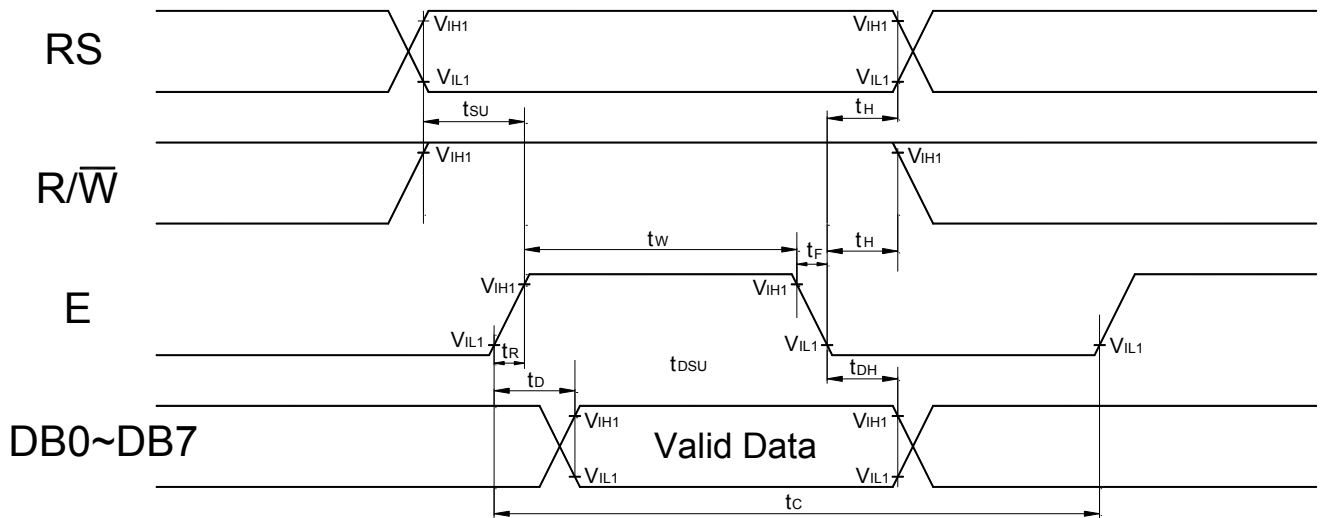 RS
VIH1
VIH1
VIL1
VIL1
tSU
tH
R/W̅
VIH1
VIH1
tW
tF
tH
E
VIH1
VIH1
VIL1
VIL1
VIL1
tR
tD
tDSU
tDH
DB0~DB7
VIH1
Valid Data
VIH1
VIL1
VIL1
tC